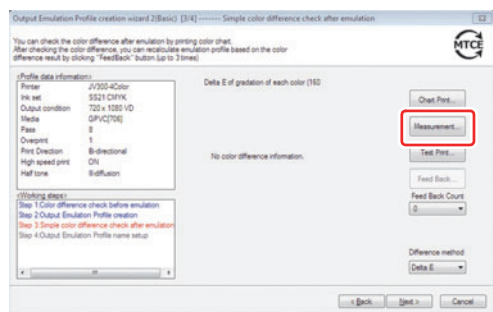 Output Emulation Profile creation wizard 2(Basic) [3/4] ------- Simple color difference check after emulation
You can check the color difference after emulation by printing color chart.
After checking the color difference, you can recalculate emulation profile based on the color
difference result by clicking "FeedBack" button.(up to 3times)
MTCE
<Profile data information>
Printer JV300-4Color
Ink set SS21 CMYK
Output condition 720 x 1080 VD
Media GPVC[706]
Pass 8
Overprint 1
Print Direction Bi-directional
High speed print ON
Half tone Ill-diffusion
Delta E of gradation of each color (160
No color difference information.
Chart Print...
Measurement...
Test Print...
Feed Back...
Feed Back Count
0
Difference method
Delta E
<Working steps>
Step 1:Color difference check before emulation
Step 2:Output Emulation Profile creation
Step 3:Simple color difference check after emulation
Step 4:Output Emulation Profile name setup
< Back
Next >
Cancel